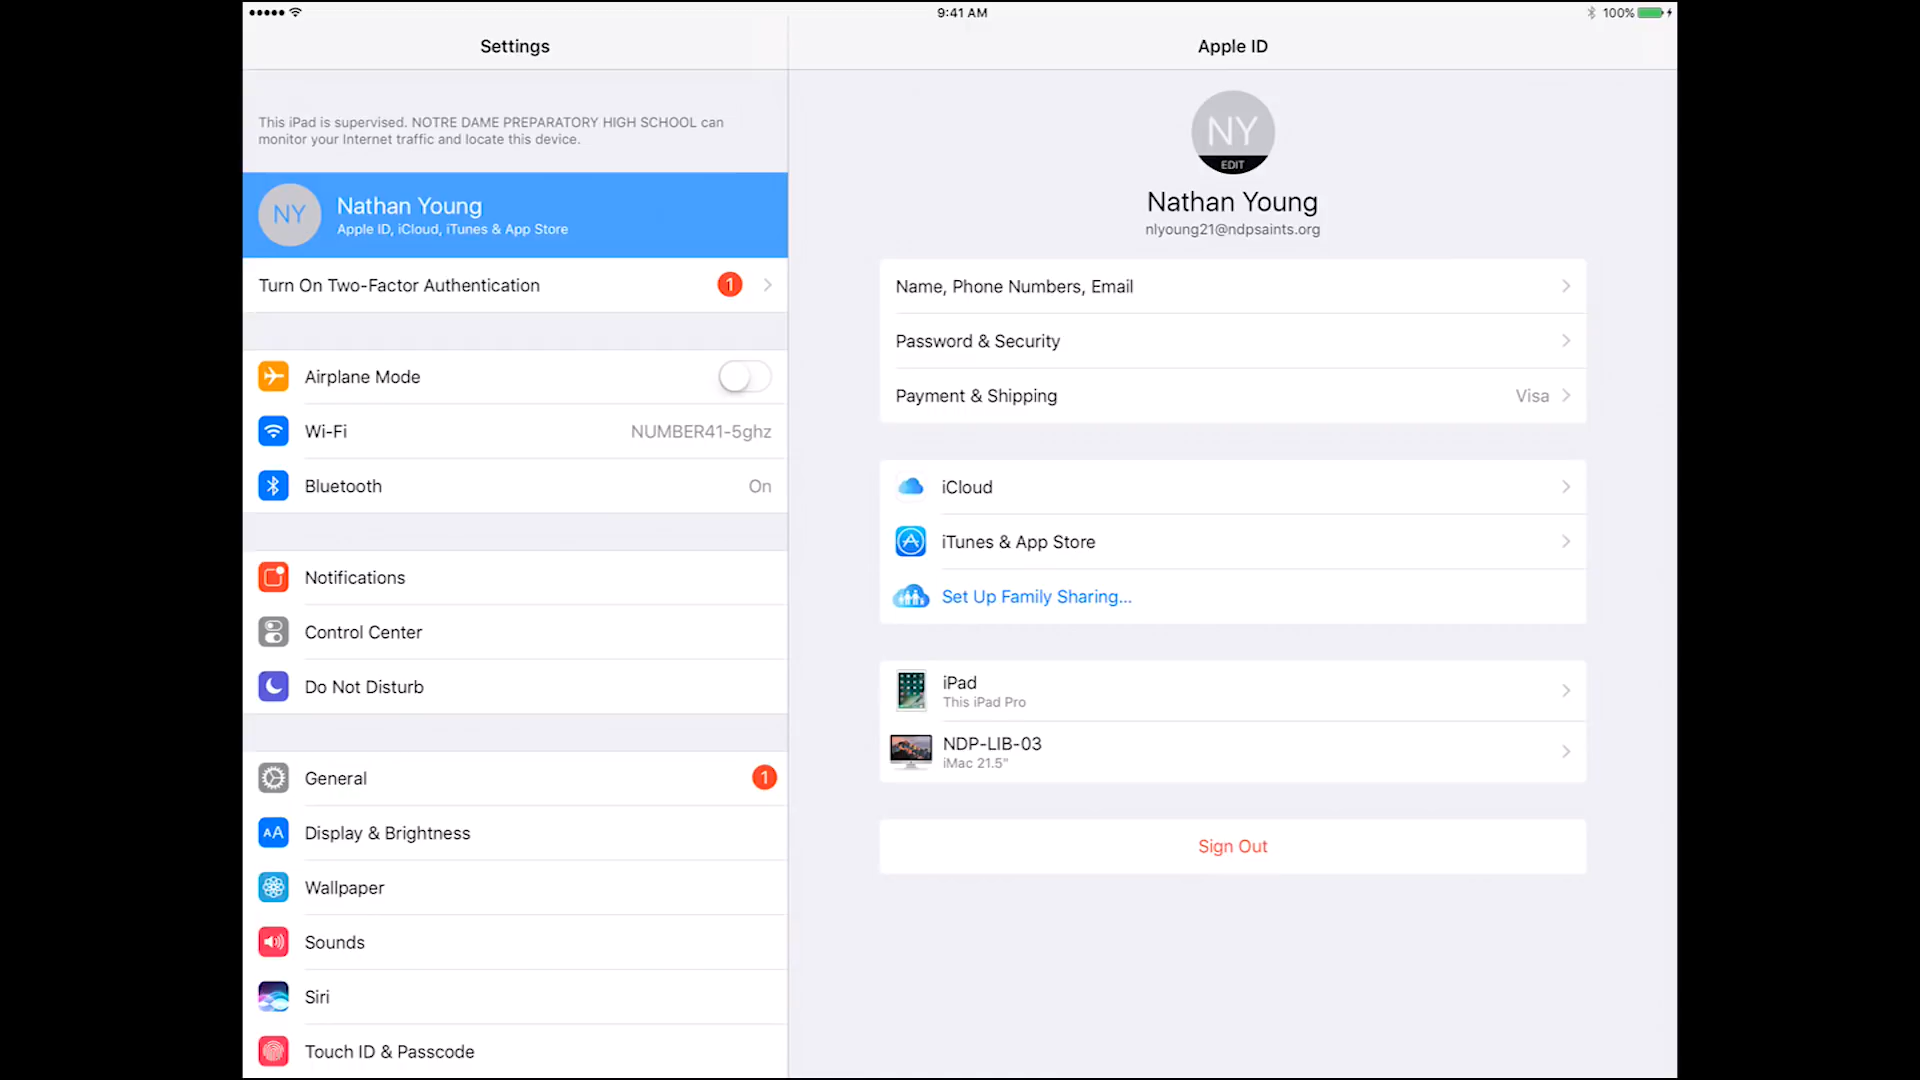 9:41 AM
100%
Settings
Apple ID
This iPad is supervised. NOTRE DAME PREPARATORY HIGH SCHOOL can
monitor your Internet traffic and locate this device.
NY
Nathan Young
Apple ID, iCloud, iTunes & App Store
Turn On Two-Factor Authentication
1
Airplane Mode
Wi-Fi
NUMBER41-5ghz
Bluetooth
On
Notifications
Control Center
Do Not Disturb
General
1
AA
Display & Brightness
Wallpaper
Sounds
Siri
Touch ID & Passcode
NY
EDIT
Nathan Young
nlyoung21@ndpsaints.org
Name, Phone Numbers, Email
Password & Security
Payment & Shipping
Visa
iCloud
iTunes & App Store
Set Up Family Sharing...
iPad
This iPad Pro
NDP-LIB-03
iMac 21.5"
Sign Out